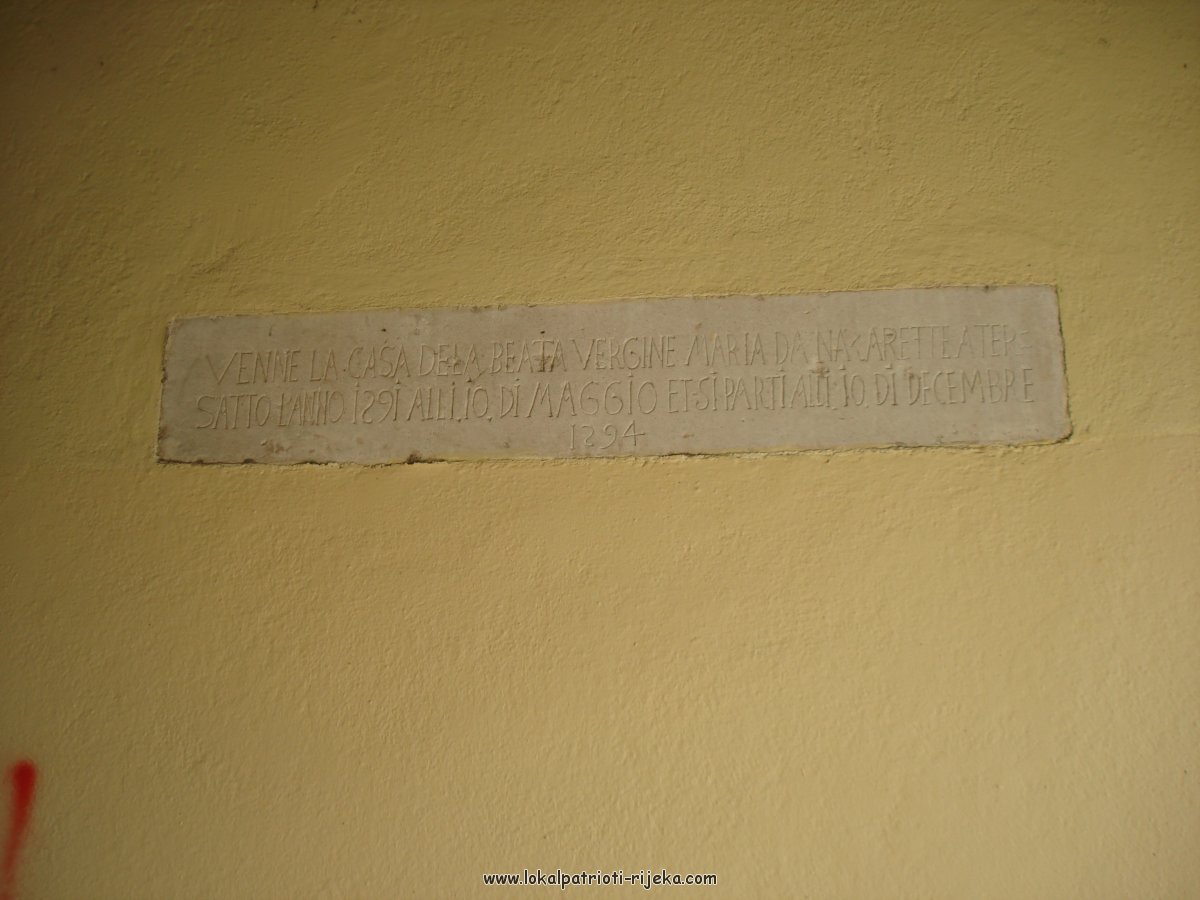 VENNE LA CASA DELA BEATA VERGINE MARIA DA NAZARETTE A TER=
SATTO L'ANNO 1291 ALLI.10. DI MAGGIO ET SI PARTI ALLI.10. DI DECEMBRE
1294
www.lokalpatrioti-rijeka.com